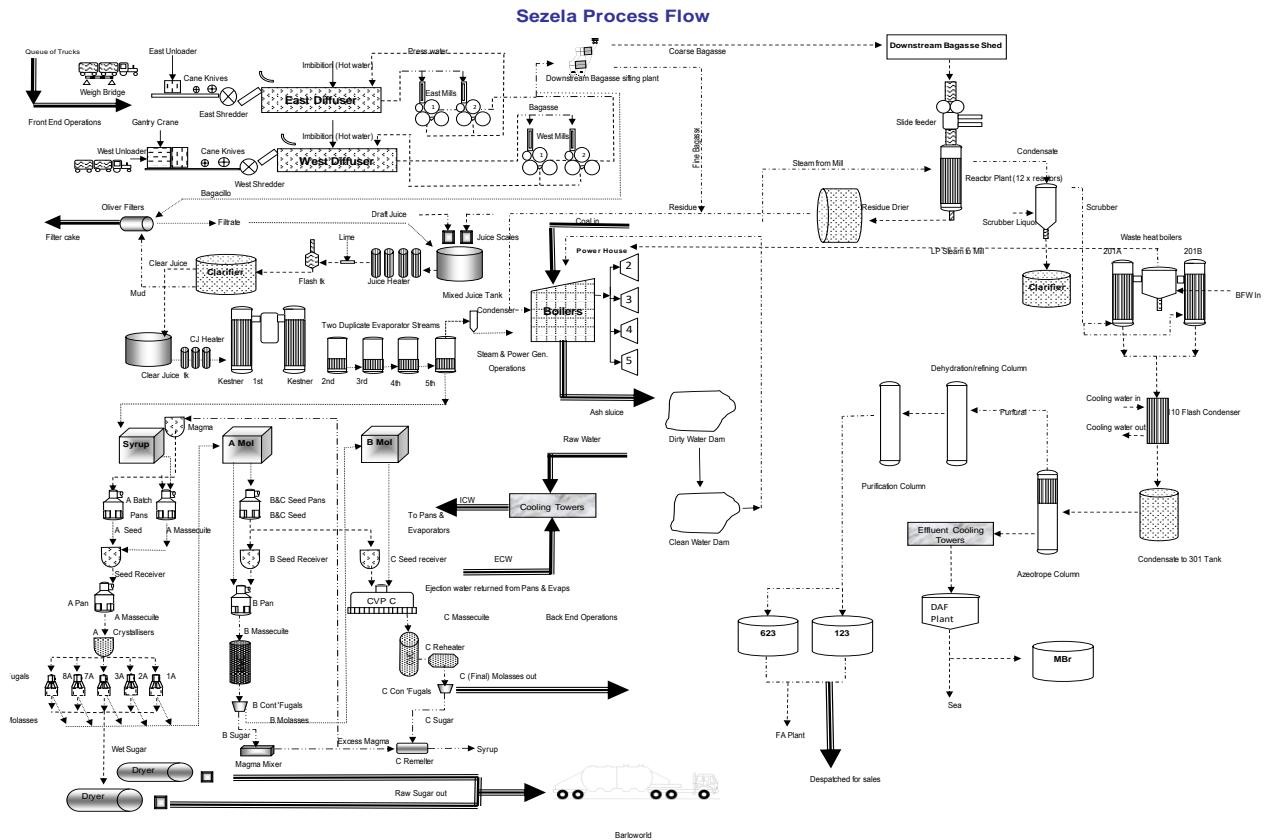 Sezela Process Flow
Queue of Trucks
East Unloader
Press water
Coarse Bagasse
Downstream Bagasse Shed
Imbibition (Hot water)
Cane Knives
Weigh Bridge
East Shredder
East Diffuser
East Mills
1
2
Downstream Bagasse sifting plant
Front End Operations
Gantry Crane
Imbibition (Hot water)
Bagasse
West Mills
1
2
Slide feeder
West Unloader
Cane Knives
West Shredder
West Diffuser
Fine Bagasse
Steam from Mill
Condensate
Reactor Plant (12 x reactors)
Bagacillo
Oliver Filters
Filter cake
Filtrate
Draft Juice
Juice Scales
Coal in
Residue
Residue Drier
Scrubber Liquor
Scrubber
Power House
LP Steam to Mill
Waste heat boilers
201A
201B
Clear Juice
Lime
Clarifier
Flash tk
Juice Heater
Mixed Juice Tank
Mud
2
3
4
5
Clarifier
BFW In
Condenser
Boilers
CJ Heater
Two Duplicate Evaporator Streams
Steam & Power Gen.
Operations
Clear Juice tk
Kestner
1st
Kestner
2nd
3rd
4th
5th
Ash sluice
Dirty Water Dam
Dehydration/refining Column
Cooling water in
110 Flash Condenser
Cooling water out
Furfural
Purification Column
Magma
Syrup
A Mol
B Mol
Raw Water
A Batch
Pans
B&C Seed Pans
B&C Seed
A Seed
A Massecuite
ICW
To Pans &
Evaporators
Cooling Towers
Clean Water Dam
Effluent Cooling
Towers
Condensate to 301 Tank
Azeotrope Column
Seed Receiver
B Seed Receiver
C Seed receiver
ECW
Ejection water returned from Pans & Evaps
A Pan
B Pan
CVP C
A Massecuite
C Massecuite
Back End Operations
DAF
Plant
A
Crystallisers
B Massecuite
C Reheater
623
123
MBr
'ugals
8A
7A
3A
2A
1A
C Con 'Fugals
C (Final) Molasses out
Molasses
B Cont'Fugals
B Molasses
C Sugar
Sea
B Sugar
Excess Magma
FA Plant
Wet Sugar
Magma Mixer
C Remelter
Syrup
Dryer
Despatched for sales
Dryer
Raw Sugar out
Barloworld